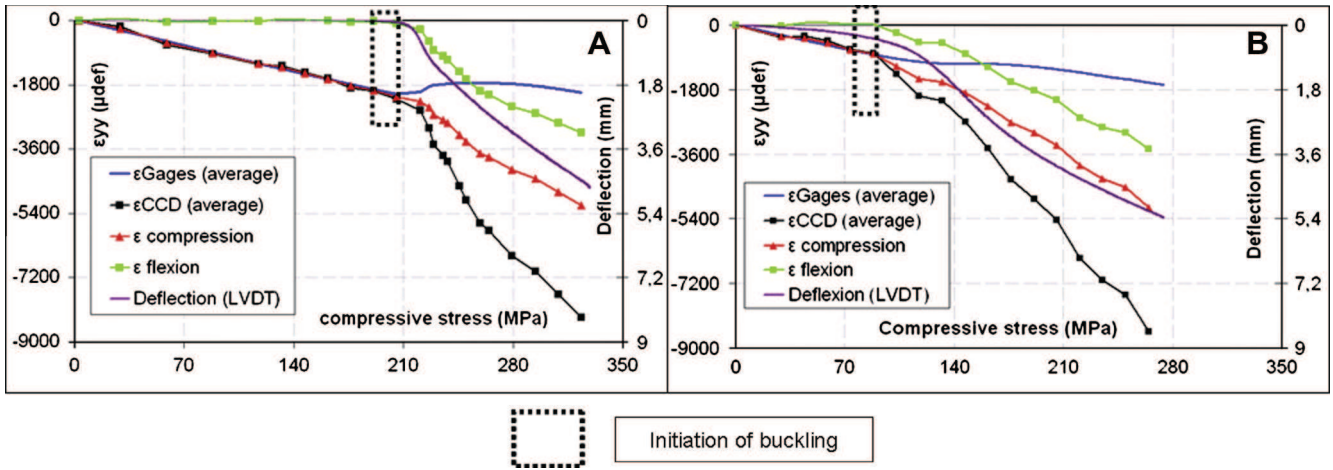 A
εyy (μdef)
0
-1800
-3600
-5400
-7200
-9000
εGages (average)
εCCD (average)
ε compression
ε flexion
Deflection (LVDT)
compressive stress (MPa)
0 70 140 210 280 350
Deflection (mm)
0
1.8
3.6
5.4
7.2
9
B
εyy (μdef)
0
-1800
-3600
-5400
-7200
-9000
εGages (average)
εCCD (average)
ε compression
ε flexion
Deflexion (LVDT)
Compressive stress (MPa)
0 70 140 210 280 350
Deflection (mm)
0
1,8
3,6
5,4
7,2
9
Initiation of buckling